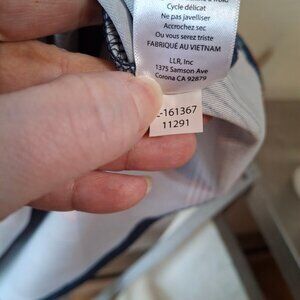 Cycle délicat
Ne pas javelliser
Accrochez sec
Ou vous serez triste
FABRIQUÉ AU VIETNAM
LLR, Inc
1375 Samson Ave
Corona CA 92879
-161367
11291